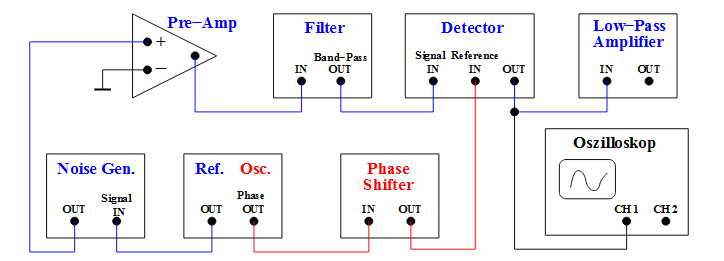 Pre-Amp
+
-
Filter
Band-Pass
IN OUT
Detector
Signal Reference
IN IN OUT
Low-Pass
Amplifier
IN OUT
Oszilloskop
CH 1 CH 2
Noise Gen.
Signal
OUT IN
Ref. Osc.
Phase
OUT OUT
Phase
Shifter
IN OUT